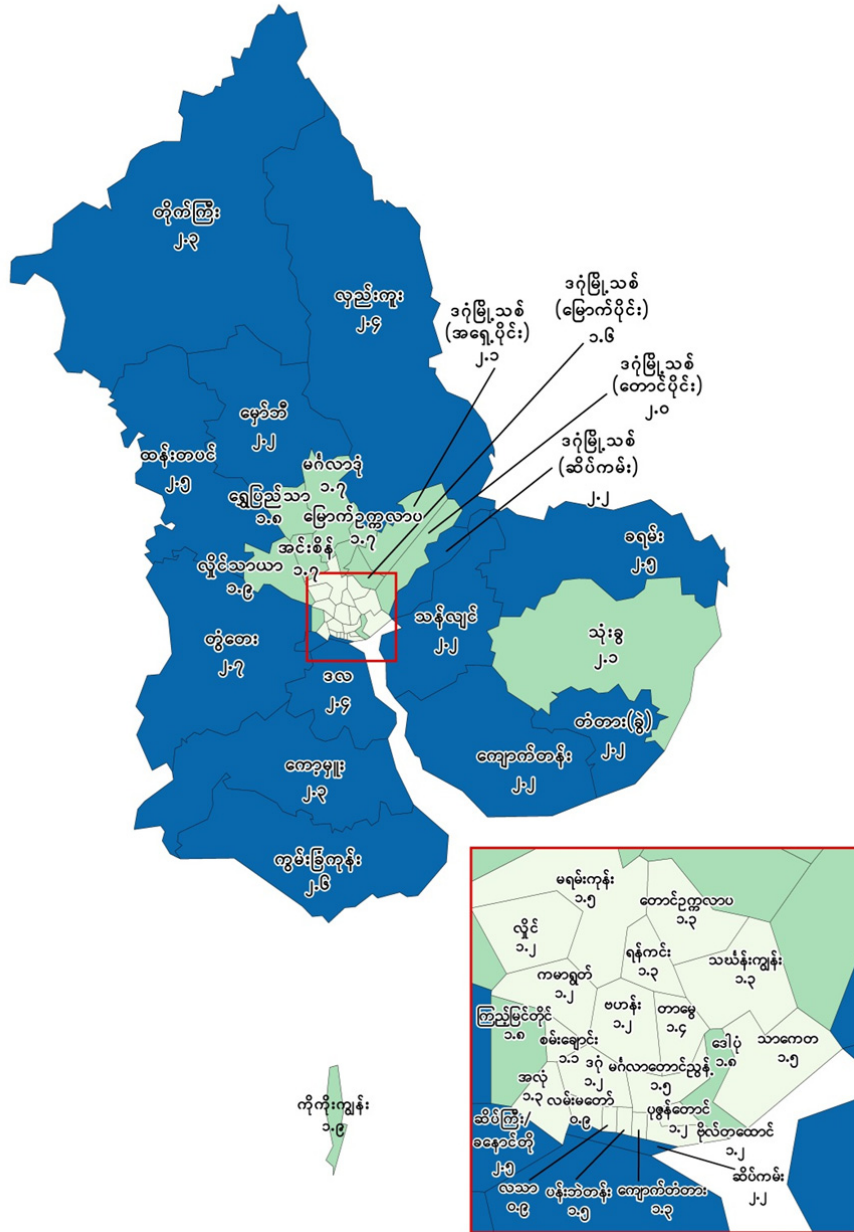 တိုက်ကြီး
၂.၃
လှည်းကူး
၂.၄
ဒဂုံမြို့သစ်
(အရှေ့ပိုင်း)
၂.၁
ဒဂုံမြို့သစ်
(မြောက်ပိုင်း)
၁.၆
ဒဂုံမြို့သစ်
(တောင်ပိုင်း)
၂.၀
ဒဂုံမြို့သစ်
(ဆိပ်ကမ်း)
၂.၂
မှော်ဘီ
၂.၂
ထန်းတပင်
၂.၅
မင်္ဂလာဒုံ
၁.၇
ရွှေပြည်သာ
၁.၈
မြောက်ဥက္ကလာပ
၁.၇
အင်းစိန်
၁.၇
လှိုင်သာယာ
၁.၉
ခရမ်း
၂.၅
သန်လျင်
၂.၂
သုံးခွ
၂.၁
တွံတေး
၂.၇
ဒလ
၂.၄
တံတား(ခွဲ)
၂.၂
ကျောက်တန်း
၂.၂
ကော့မှူး
၂.၃
ကွမ်းခြံကုန်း
၂.၆
ကိုကိုးကျွန်း
၁.၉
မရမ်းကုန်း
၁.၅
တောင်ဥက္ကလာပ
၁.၃
လှိုင်
၁.၂
ရန်ကင်း
၁.၃
သင်္ဃန်းကျွန်း
၁.၃
ကမာရွတ်
၁.၂
ဗဟန်း
၁.၂
တာမွေ
၁.၄
ကြည့်မြင်တိုင်
၁.၈
စမ်းချောင်း
၁.၁
ဒေါပုံ
၁.၈
သာကေတ
၁.၅
ဒဂုံ
၁.၂
မင်္ဂလာတောင်ညွန့်
၁.၅
အလုံ
၁.၃
လမ်းမတော်
၀.၉
ပုဇွန်တောင်
၁.၂
ဗိုလ်တထောင်
၁.၂
ဆိပ်ကြီး/
ခနောင်တို
၂.၅
ဆိပ်ကမ်း
၂.၂
လသာ
၀.၉
ပန်းဘဲတန်း
၁.၅
ကျောက်တံတား
၁.၃